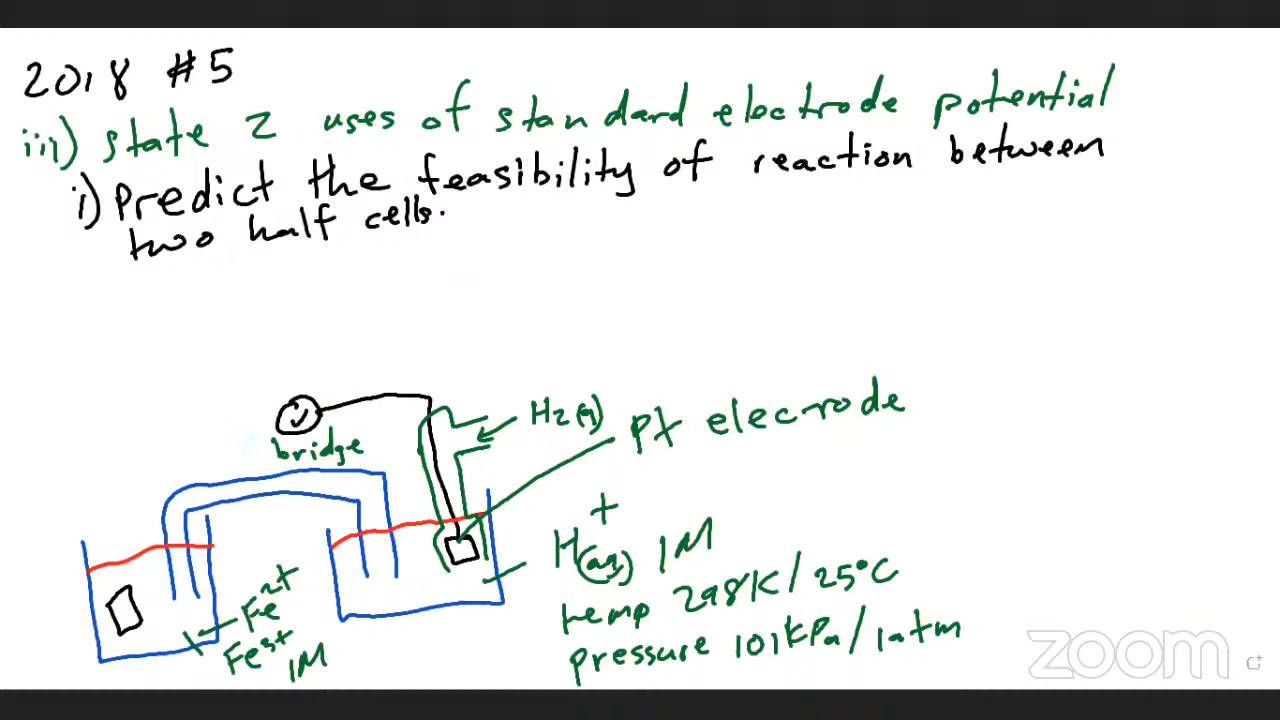 2018 #5
iii) state 2 uses of standard electrode potential
i) Predict the feasibility of reaction between
two half cells.
V
bridge
H2(g)
Pt elecrode
H+(aq) 1M
temp 298K/25°C
pressure 101kPa/1atm
Fe2+
Fe3+
1M
zoom